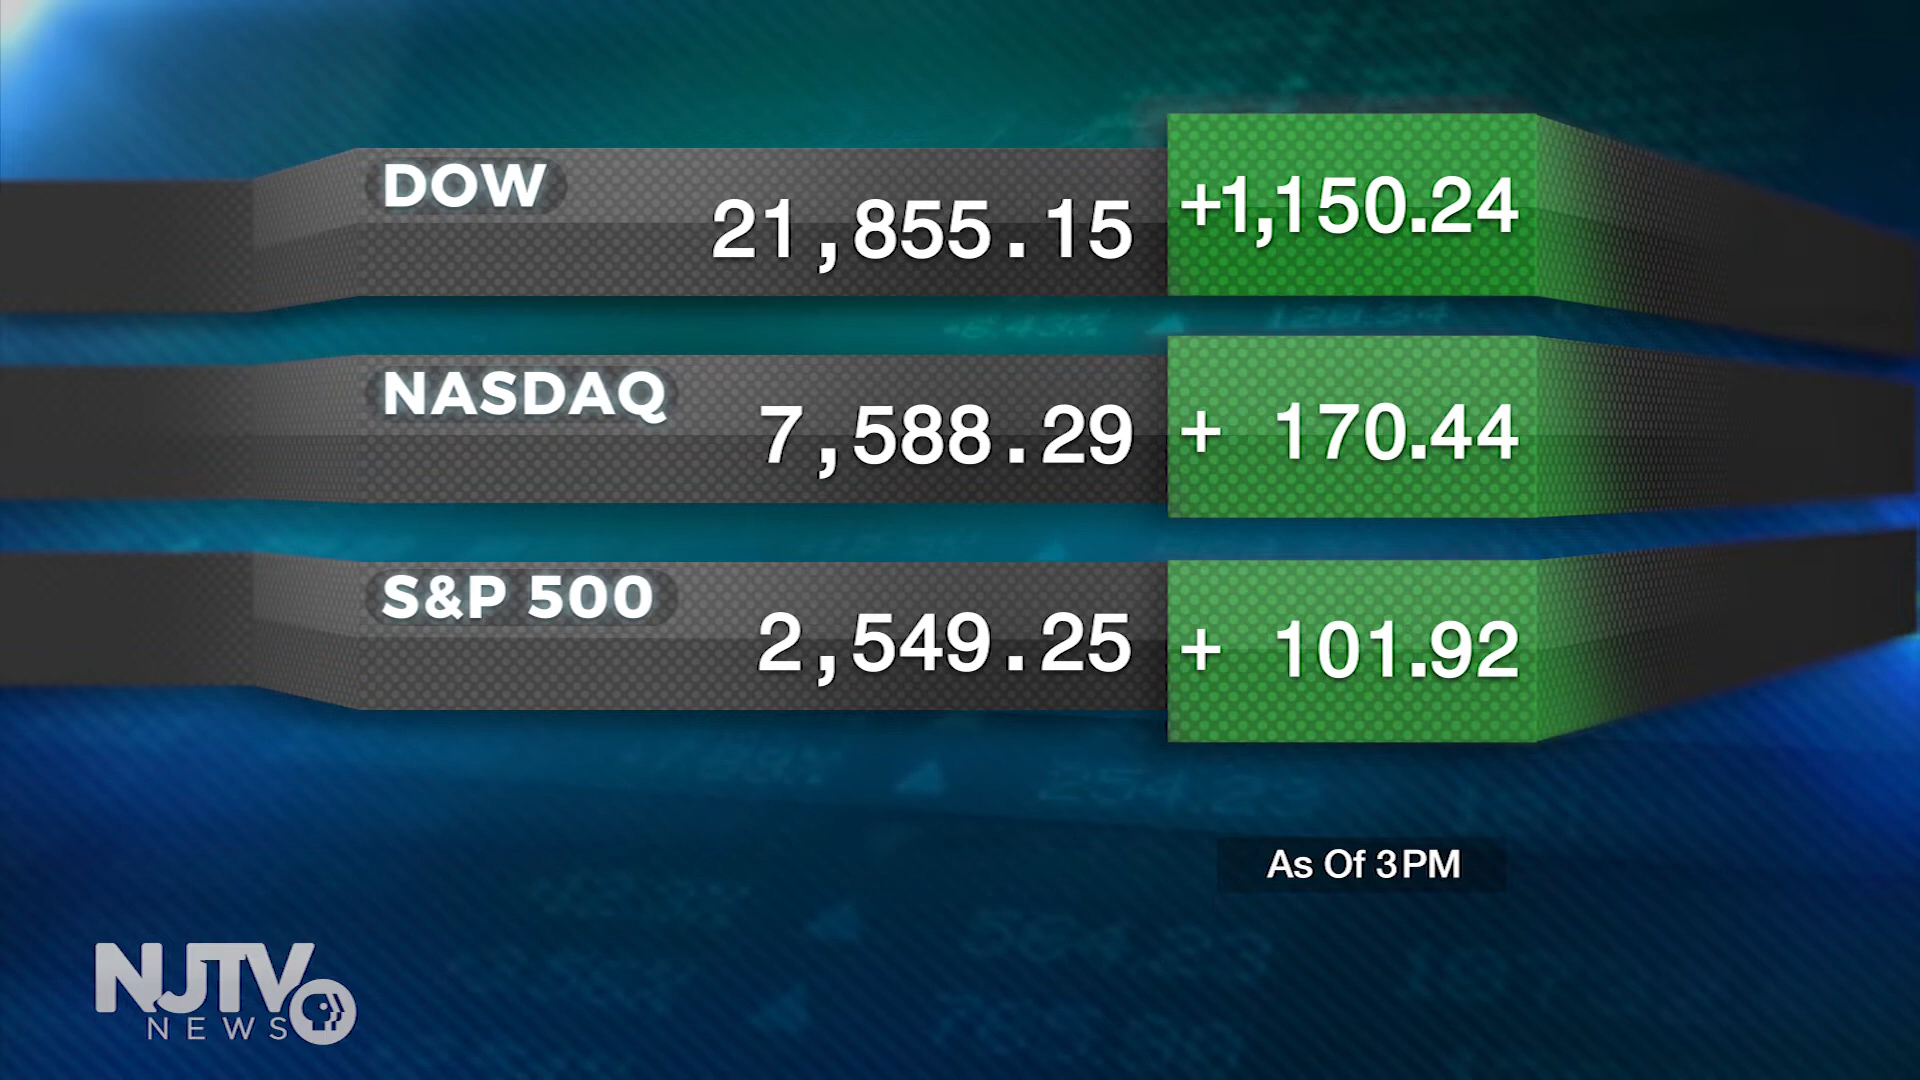 DOW
21,855.15 +1,150.24
NASDAQ
7,588.29 + 170.44
S&P 500
2,549.25 + 101.92
As Of 3PM
NJTV
NEWS